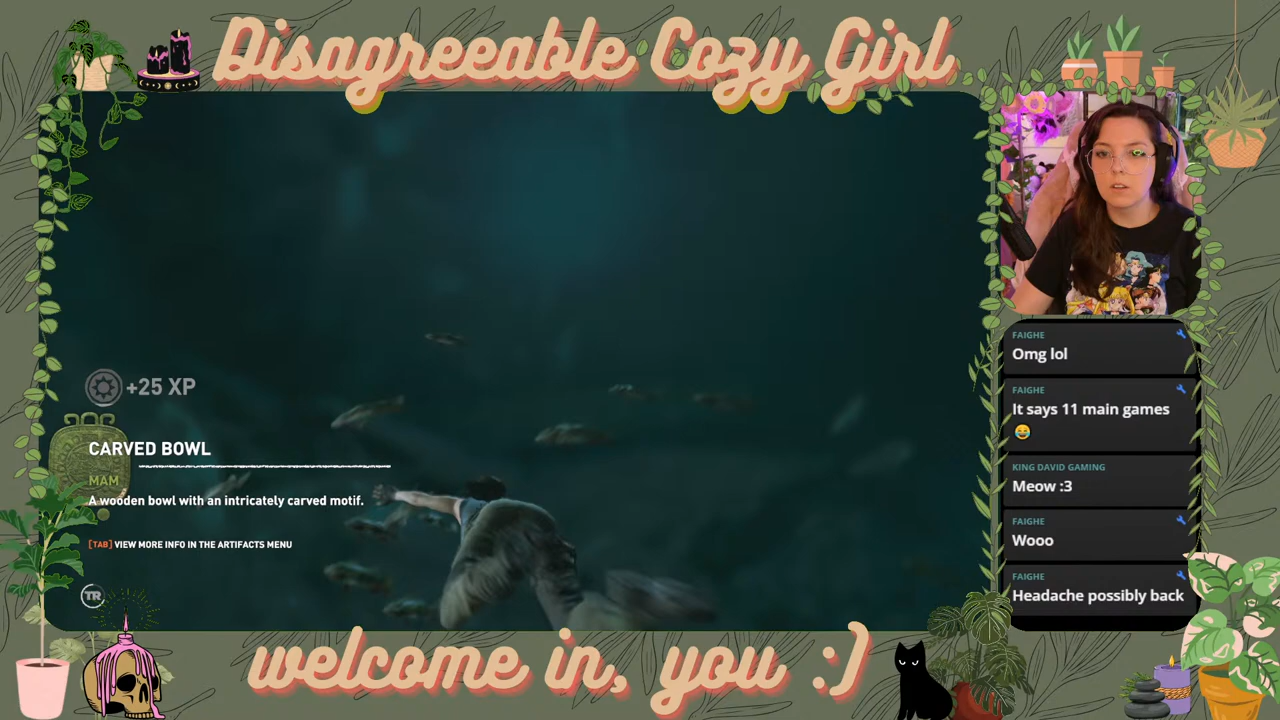 Disagreeable Cozy Girl
+25 XP
CARVED BOWL
MAM
A wooden bowl with an intricately carved motif.
[TAB] VIEW MORE INFO IN THE ARTIFACTS MENU
TR
FAIGHE
Omg lol
FAIGHE
It says 11 main games
😂
KING DAVID GAMING
Meow :3
FAIGHE
Wooo
FAIGHE
Headache possibly back
welcome in, you :)